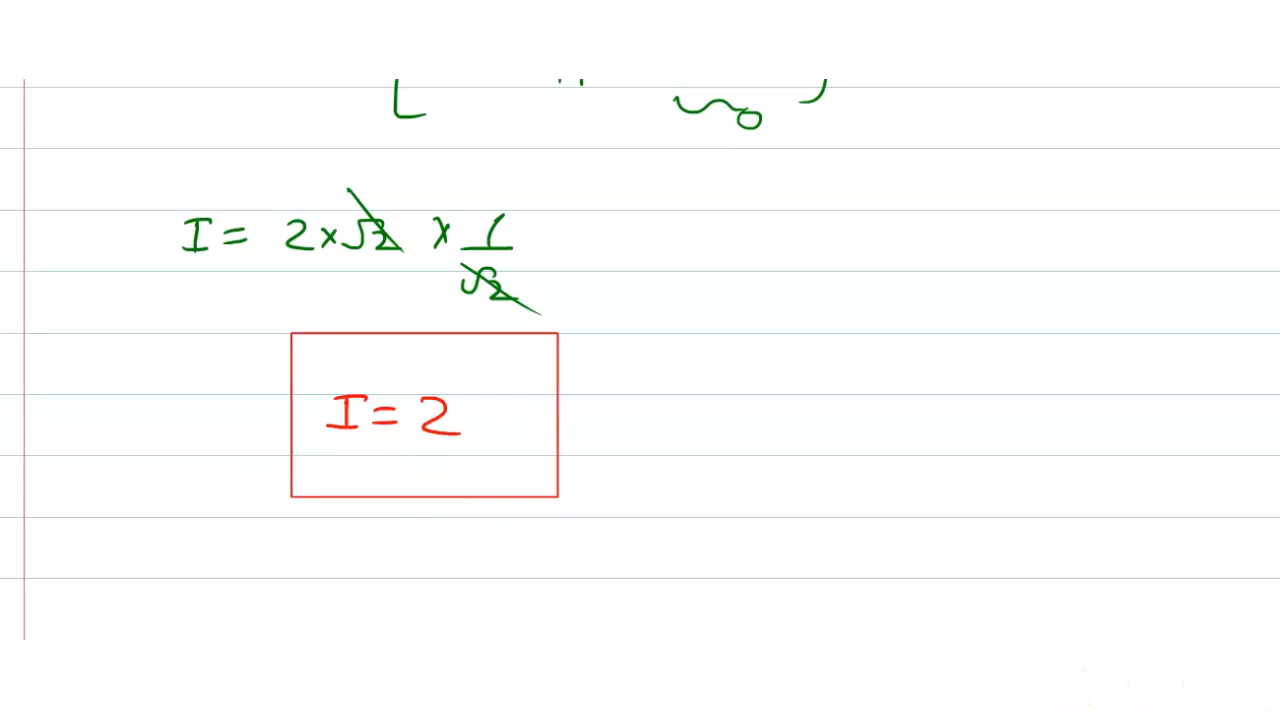 I = 2 × √2 × 1/√2
I = 2